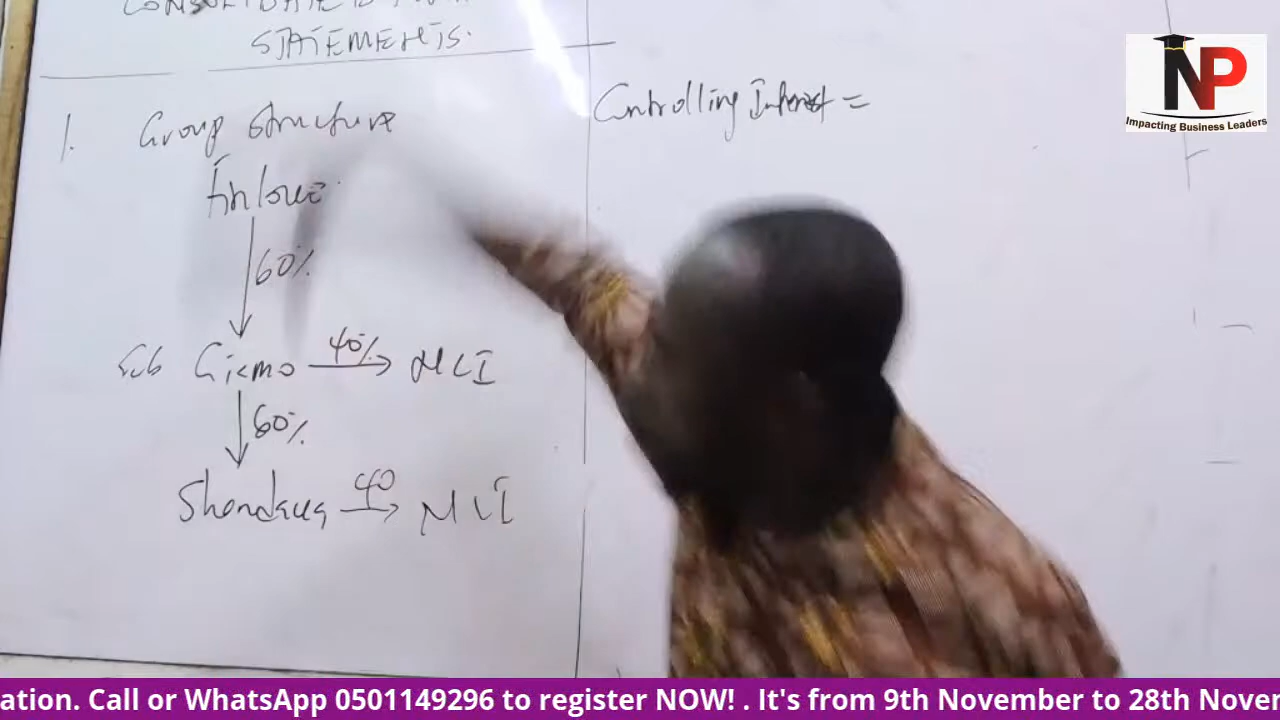 STATEMENTS.
1. Group structure
60%
Sub Gizmo 40% NCI
60%
40 NCI
Controlling Interest =
NP
Impacting Business Leaders
ation. Call or WhatsApp 0501149296 to register NOW! . It's from 9th November to 28th Nover